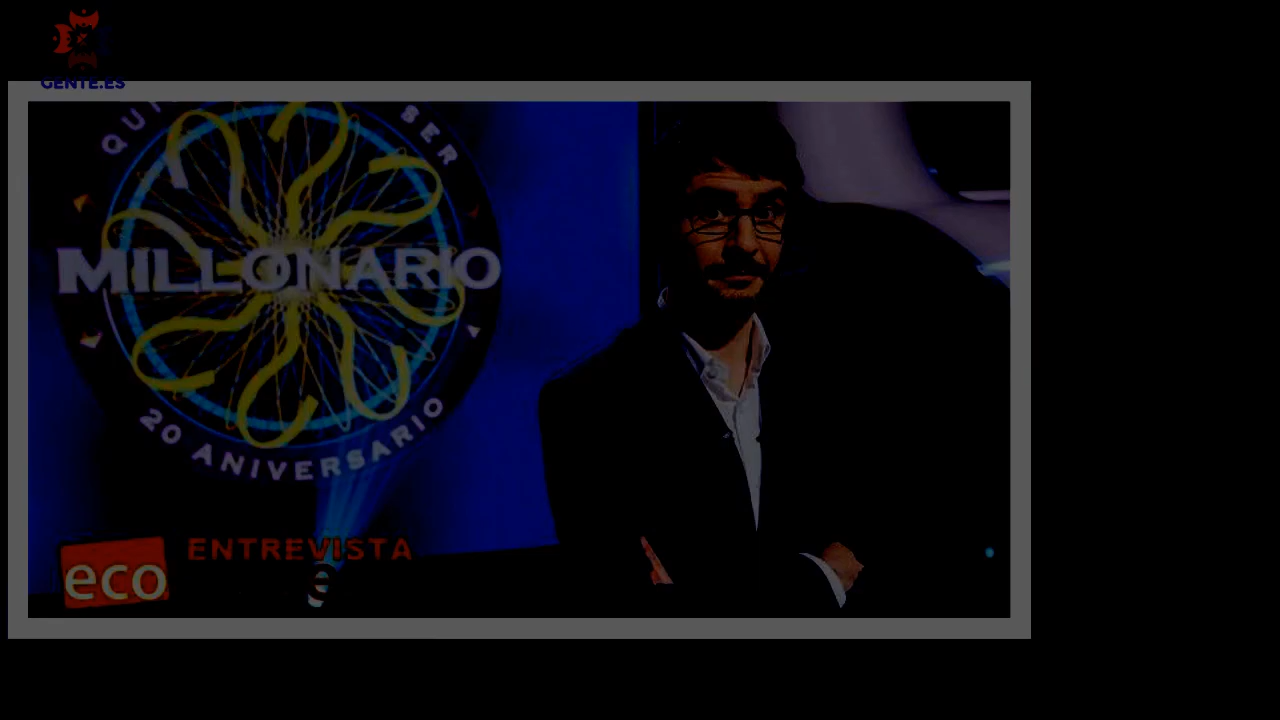 GENTE.ES
QUI SER
MILLONARIO
20 ANIVERSARIO
ENTREVISTA
eco